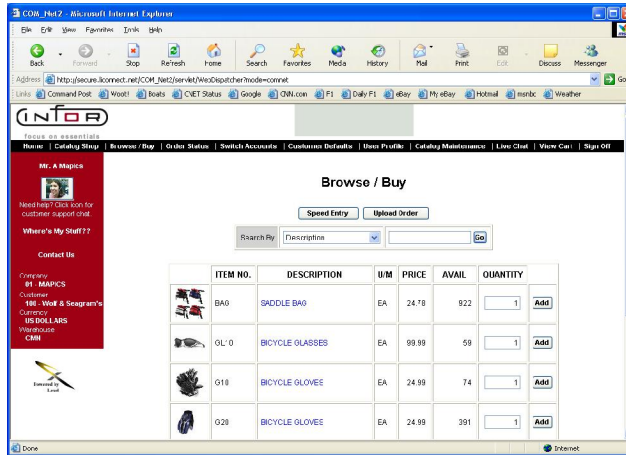 COM_Net2 - Microsoft Internet Explorer
File Edit View Favorites Tools Help
Back Forward Stop Refresh Home Search Favorites Media History Mail Print Edit Discuss Messenger
Address http://secure.liconnect.net/COM_Net2/servlet/WebDispatcher?mode=comnet Go
Links Command Post Woot! Boats CVET Status Google CNN.com F1 Daily F1 eBay My eBay Hotmail msnbc Weather
infor
focus on essentials
Home | Catalog Shop | Browse / Buy | Order Status | Switch Accounts | Customer Defaults | User Profile | Catalog Maintenance | Live Chat | View Cart | Sign Off
Mr. A Mapics
Need help? Click icon for
customer support chat.
Where's My Stuff??
Contact Us
Company
01 - MAPICS
Customer
100 - Wolf & Seagram's
Currency
US DOLLARS
Warehouse
CMN
Powered by
Browse / Buy
Speed Entry Upload Order
Search By Description Go
ITEM NO. DESCRIPTION U/M PRICE AVAIL QUANTITY
BAG SADDLE BAG EA 24.78 922 1 Add
GL10 BICYCLE GLASSES EA 99.99 59 1 Add
G10 BICYCLE GLOVES EA 24.99 74 1 Add
G20 BICYCLE GLOVES EA 24.99 391 1 Add
Done Internet